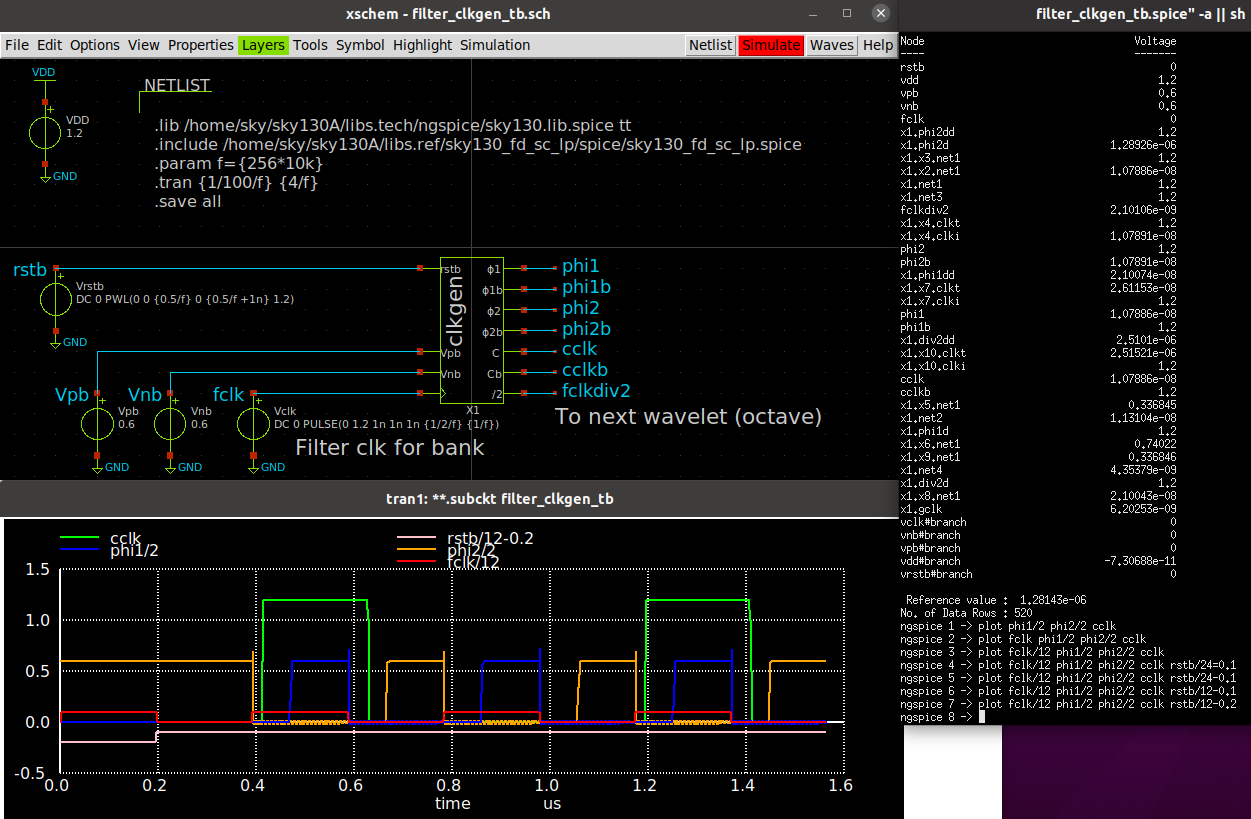 xschem - filter_clkgen_tb.sch
File Edit Options View Properties Layers Tools Symbol Highlight Simulation Netlist Simulate Waves Help
VDD
VDD
1.2
GND
NETLIST
.lib /home/sky/sky130A/libs.tech/ngspice/sky130.lib.spice tt
.include /home/sky/sky130A/libs.ref/sky130_fd_sc_lp/spice/sky130_fd_sc_lp.spice
.param f={256*10k}
.tran {1/100/f} {4/f}
.save all
rstb
Vrstb
DC 0 PWL(0 0 {0.5/f} 0 {0.5/f +1n} 1.2)
GND
Vpb
Vpb
0.6
GND
Vnb
Vnb
0.6
GND
fclk
Vclk
DC 0 PULSE(0 1.2 1n 1n 1n {1/2/f} {1/f})
GND
Filter clk for bank
rstb
Vpb
Vnb
clkgen
ϕ1
ϕ1b
ϕ2
ϕ2b
C
Cb
/2
X1
phi1
phi1b
phi2
phi2b
cclk
cclkb
fclkdiv2
To next wavelet (octave)
tran1: **.subckt filter_clkgen_tb
cclk
phi1/2
rstb/12-0.2
phi2/2
fclk/12
1.5
1.0
0.5
0.0
-0.5
0.0 0.2 0.4 0.6 0.8 1.0 1.2 1.4 1.6
time us
filter_clkgen_tb.spice" -a || sh
Node Voltage
---- -------
rstb 0
vdd 1.2
vpb 0.6
vnb 0.6
fclk 0
x1.phi2dd 1.2
x1.phi2d 1.28926e-06
x1.x3.net1 1.2
x1.x2.net1 1.07886e-08
x1.net1 1.2
x1.net3 1.2
fclkdiv2 2.10106e-09
x1.x4.clkt 1.2
x1.x4.clki 1.07891e-08
phi2 1.2
phi2b 1.07891e-08
x1.phi1dd 2.10074e-08
x1.x7.clkt 2.61153e-08
x1.x7.clki 1.2
phi1 1.07886e-08
phi1b 1.2
x1.div2dd 2.5101e-06
x1.x10.clkt 2.51521e-06
x1.x10.clki 1.2
cclk 1.07886e-08
cclkb 1.2
x1.x5.net1 0.336845
x1.net2 1.13104e-08
x1.phi1d 1.2
x1.x6.net1 0.74022
x1.x9.net1 0.336846
x1.net4 4.35379e-09
x1.div2d 1.2
x1.x8.net1 2.10043e-08
x1.gclk 6.20253e-09
vclk#branch 0
vnb#branch 0
vpb#branch 0
vdd#branch -7.30688e-11
vrstb#branch 0
Reference value : 1.28143e-06
No. of Data Rows : 520
ngspice 1 -> plot phi1/2 phi2/2 cclk
ngspice 2 -> plot fclk phi1/2 phi2/2 cclk
ngspice 3 -> plot fclk/12 phi1/2 phi2/2 cclk
ngspice 4 -> plot fclk/12 phi1/2 phi2/2 cclk rstb/24=0.1
ngspice 5 -> plot fclk/12 phi1/2 phi2/2 cclk rstb/24-0.1
ngspice 6 -> plot fclk/12 phi1/2 phi2/2 cclk rstb/12-0.1
ngspice 7 -> plot fclk/12 phi1/2 phi2/2 cclk rstb/12-0.2
ngspice 8 ->